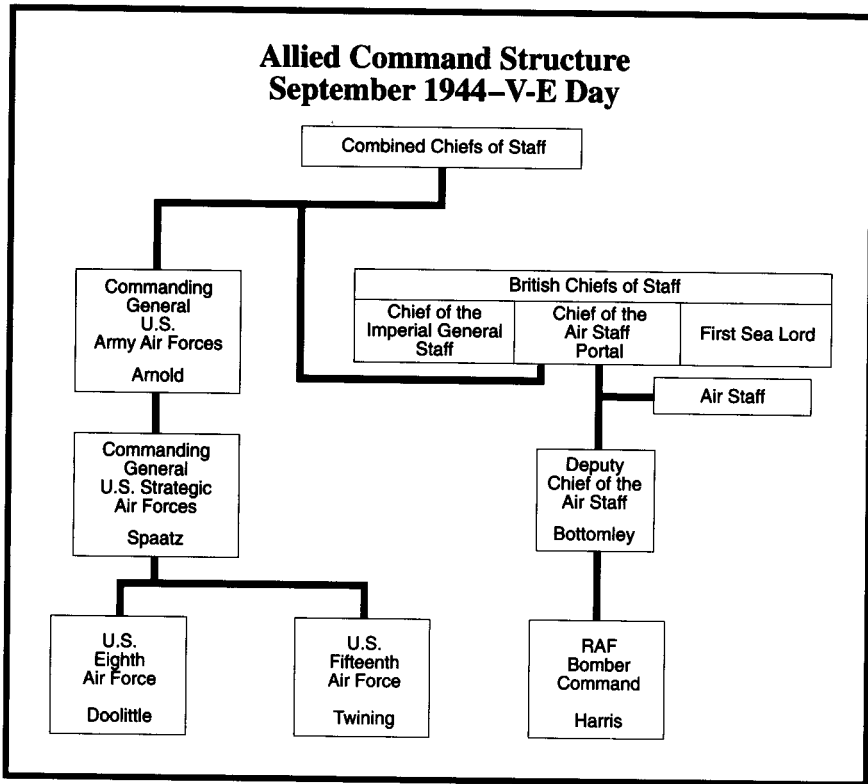 Allied Command Structure
September 1944–V-E Day
Combined Chiefs of Staff
Commanding
General
U.S.
Army Air Forces
Arnold
British Chiefs of Staff
Chief of the
Imperial General
Staff
Chief of the
Air Staff
Portal
First Sea Lord
Air Staff
Commanding
General
U.S. Strategic
Air Forces
Spaatz
Deputy
Chief of the
Air Staff
Bottomley
U.S.
Eighth
Air Force
Doolittle
U.S.
Fifteenth
Air Force
Twining
RAF
Bomber
Command
Harris